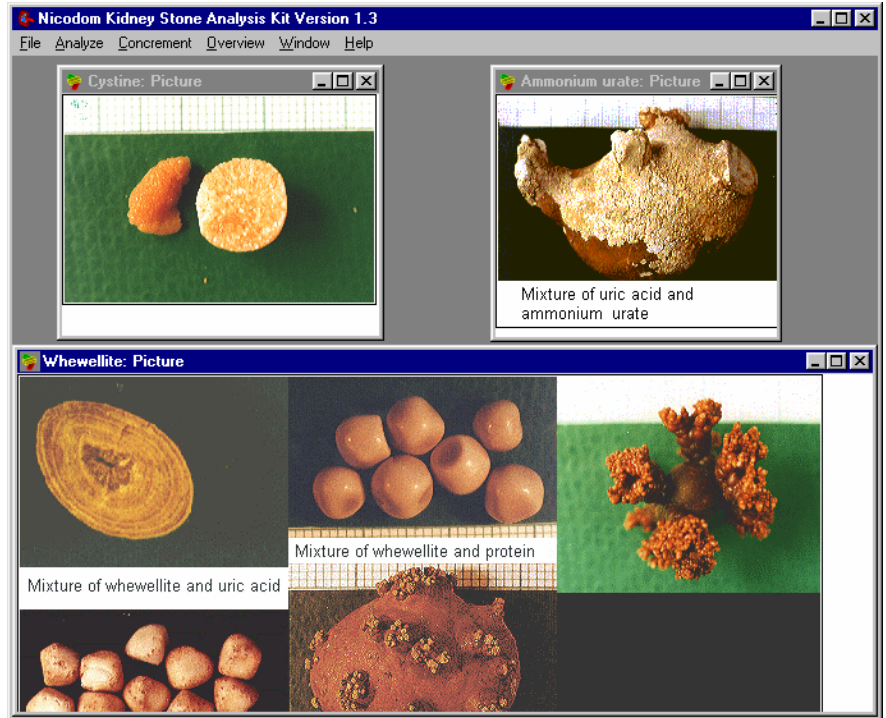 Nicodom Kidney Stone Analysis Kit Version 1.3
File Analyze Concrement Overview Window Help
Cystine: Picture
Ammonium urate: Picture
Mixture of uric acid and
ammonium urate
Whewellite: Picture
Mixture of whewellite and protein
Mixture of whewellite and uric acid